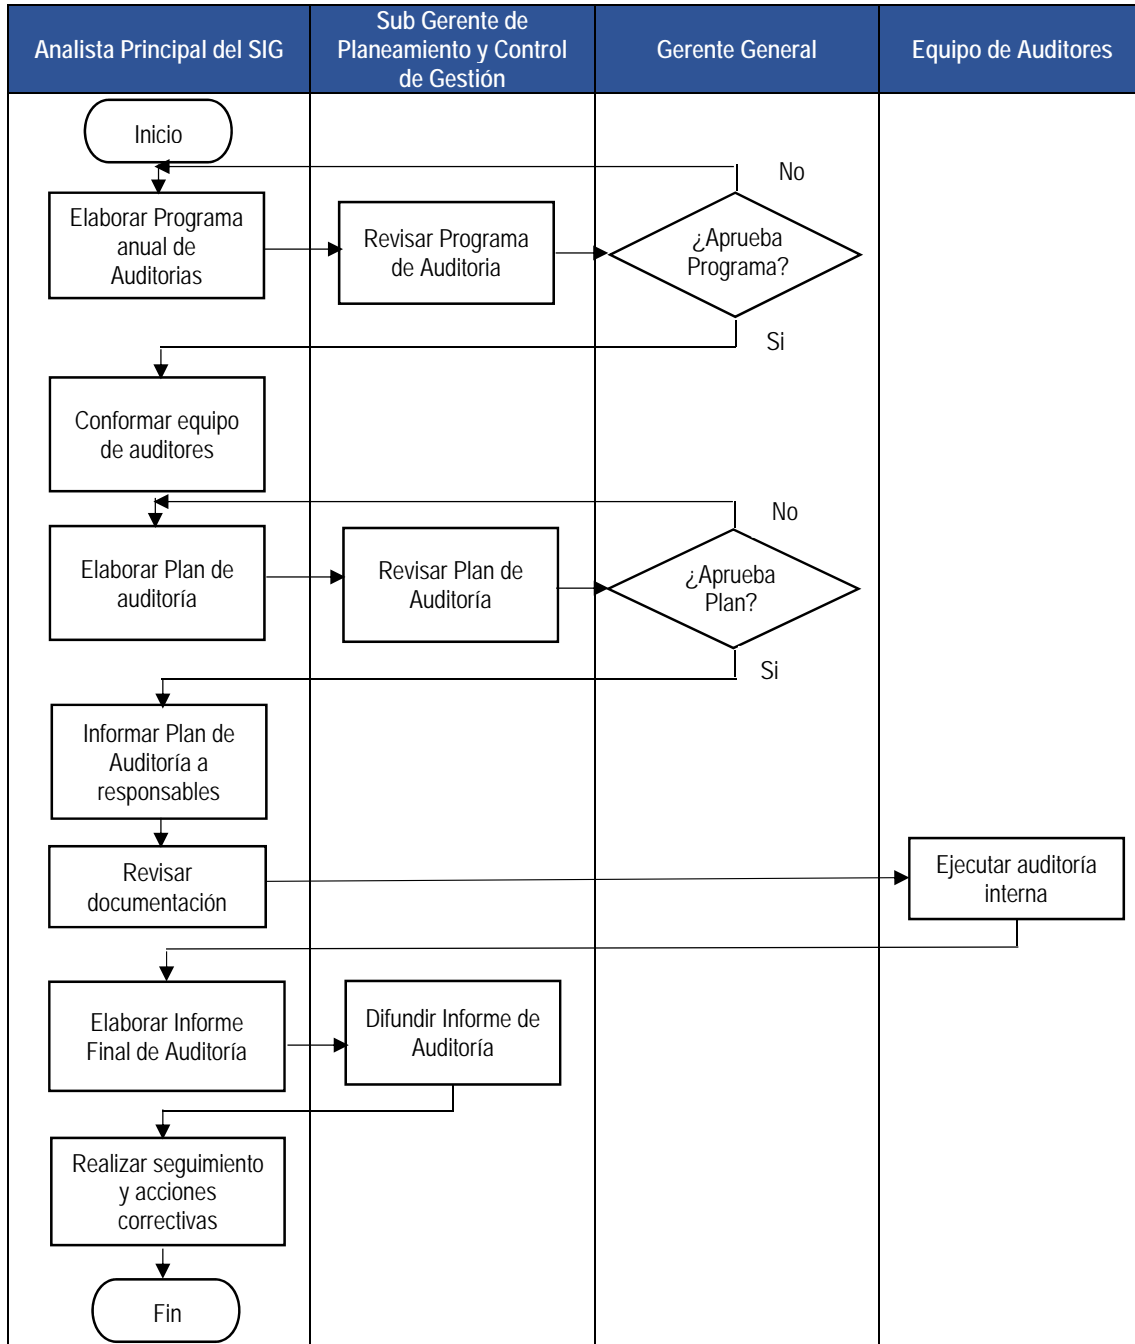 Analista Principal del SIG
Sub Gerente de
Planeamiento y Control
de Gestión
Gerente General
Equipo de Auditores
Inicio
No
Elaborar Programa
anual de
Auditorias
Revisar Programa
de Auditoria
¿Aprueba
Programa?
Si
Conformar equipo
de auditores
No
Elaborar Plan de
auditoría
Revisar Plan de
Auditoría
¿Aprueba
Plan?
Si
Informar Plan de
Auditoría a
responsables
Revisar
documentación
Ejecutar auditoría
interna
Elaborar Informe
Final de Auditoría
Difundir Informe de
Auditoría
Realizar seguimiento
y acciones
correctivas
Fin